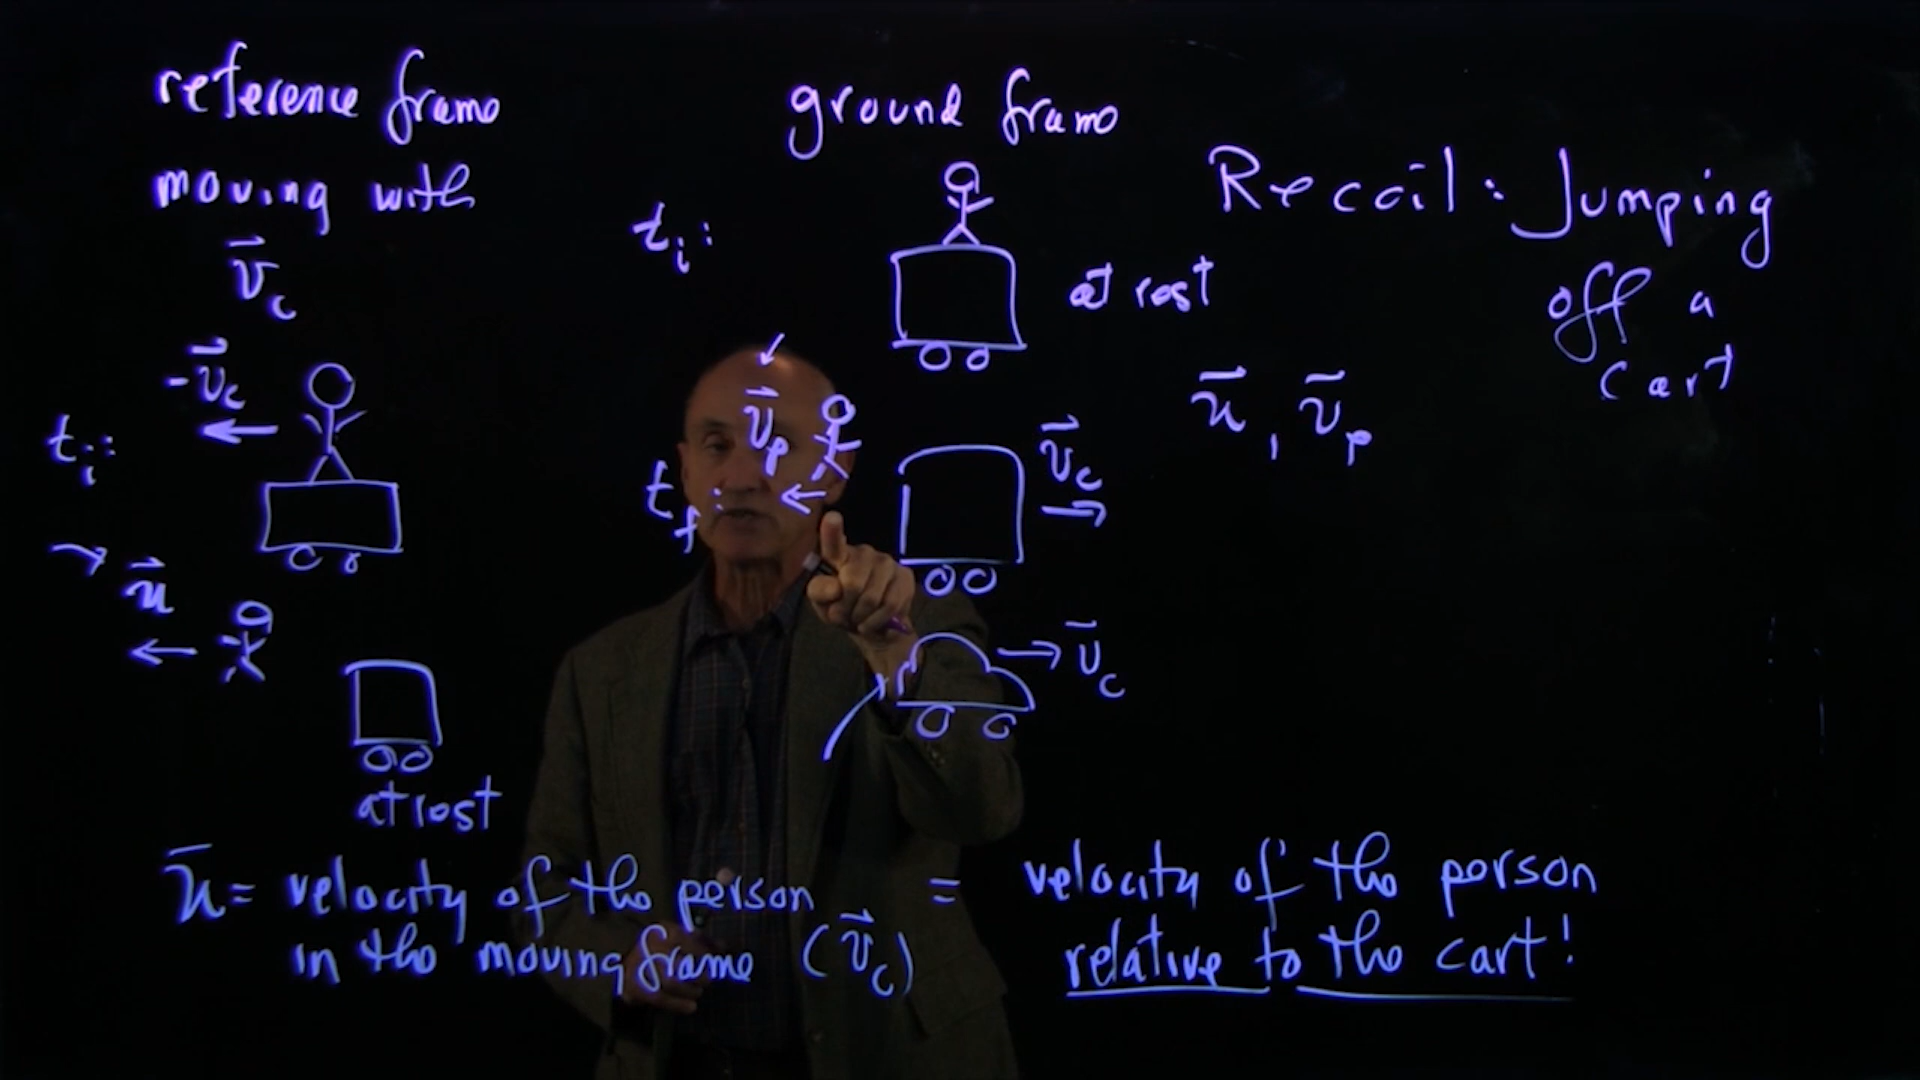 reference frame
moving with
v⃗c
-v⃗c
ti:
u⃗
at rest
ground frame
ti:
at rest
v⃗p
tf:
v⃗c
v̄c
Recoil: Jumping
off a
cart
u⃗, v⃗p
ū = velocity of the person = velocity of the person
in the moving frame (v⃗c) relative to the cart!